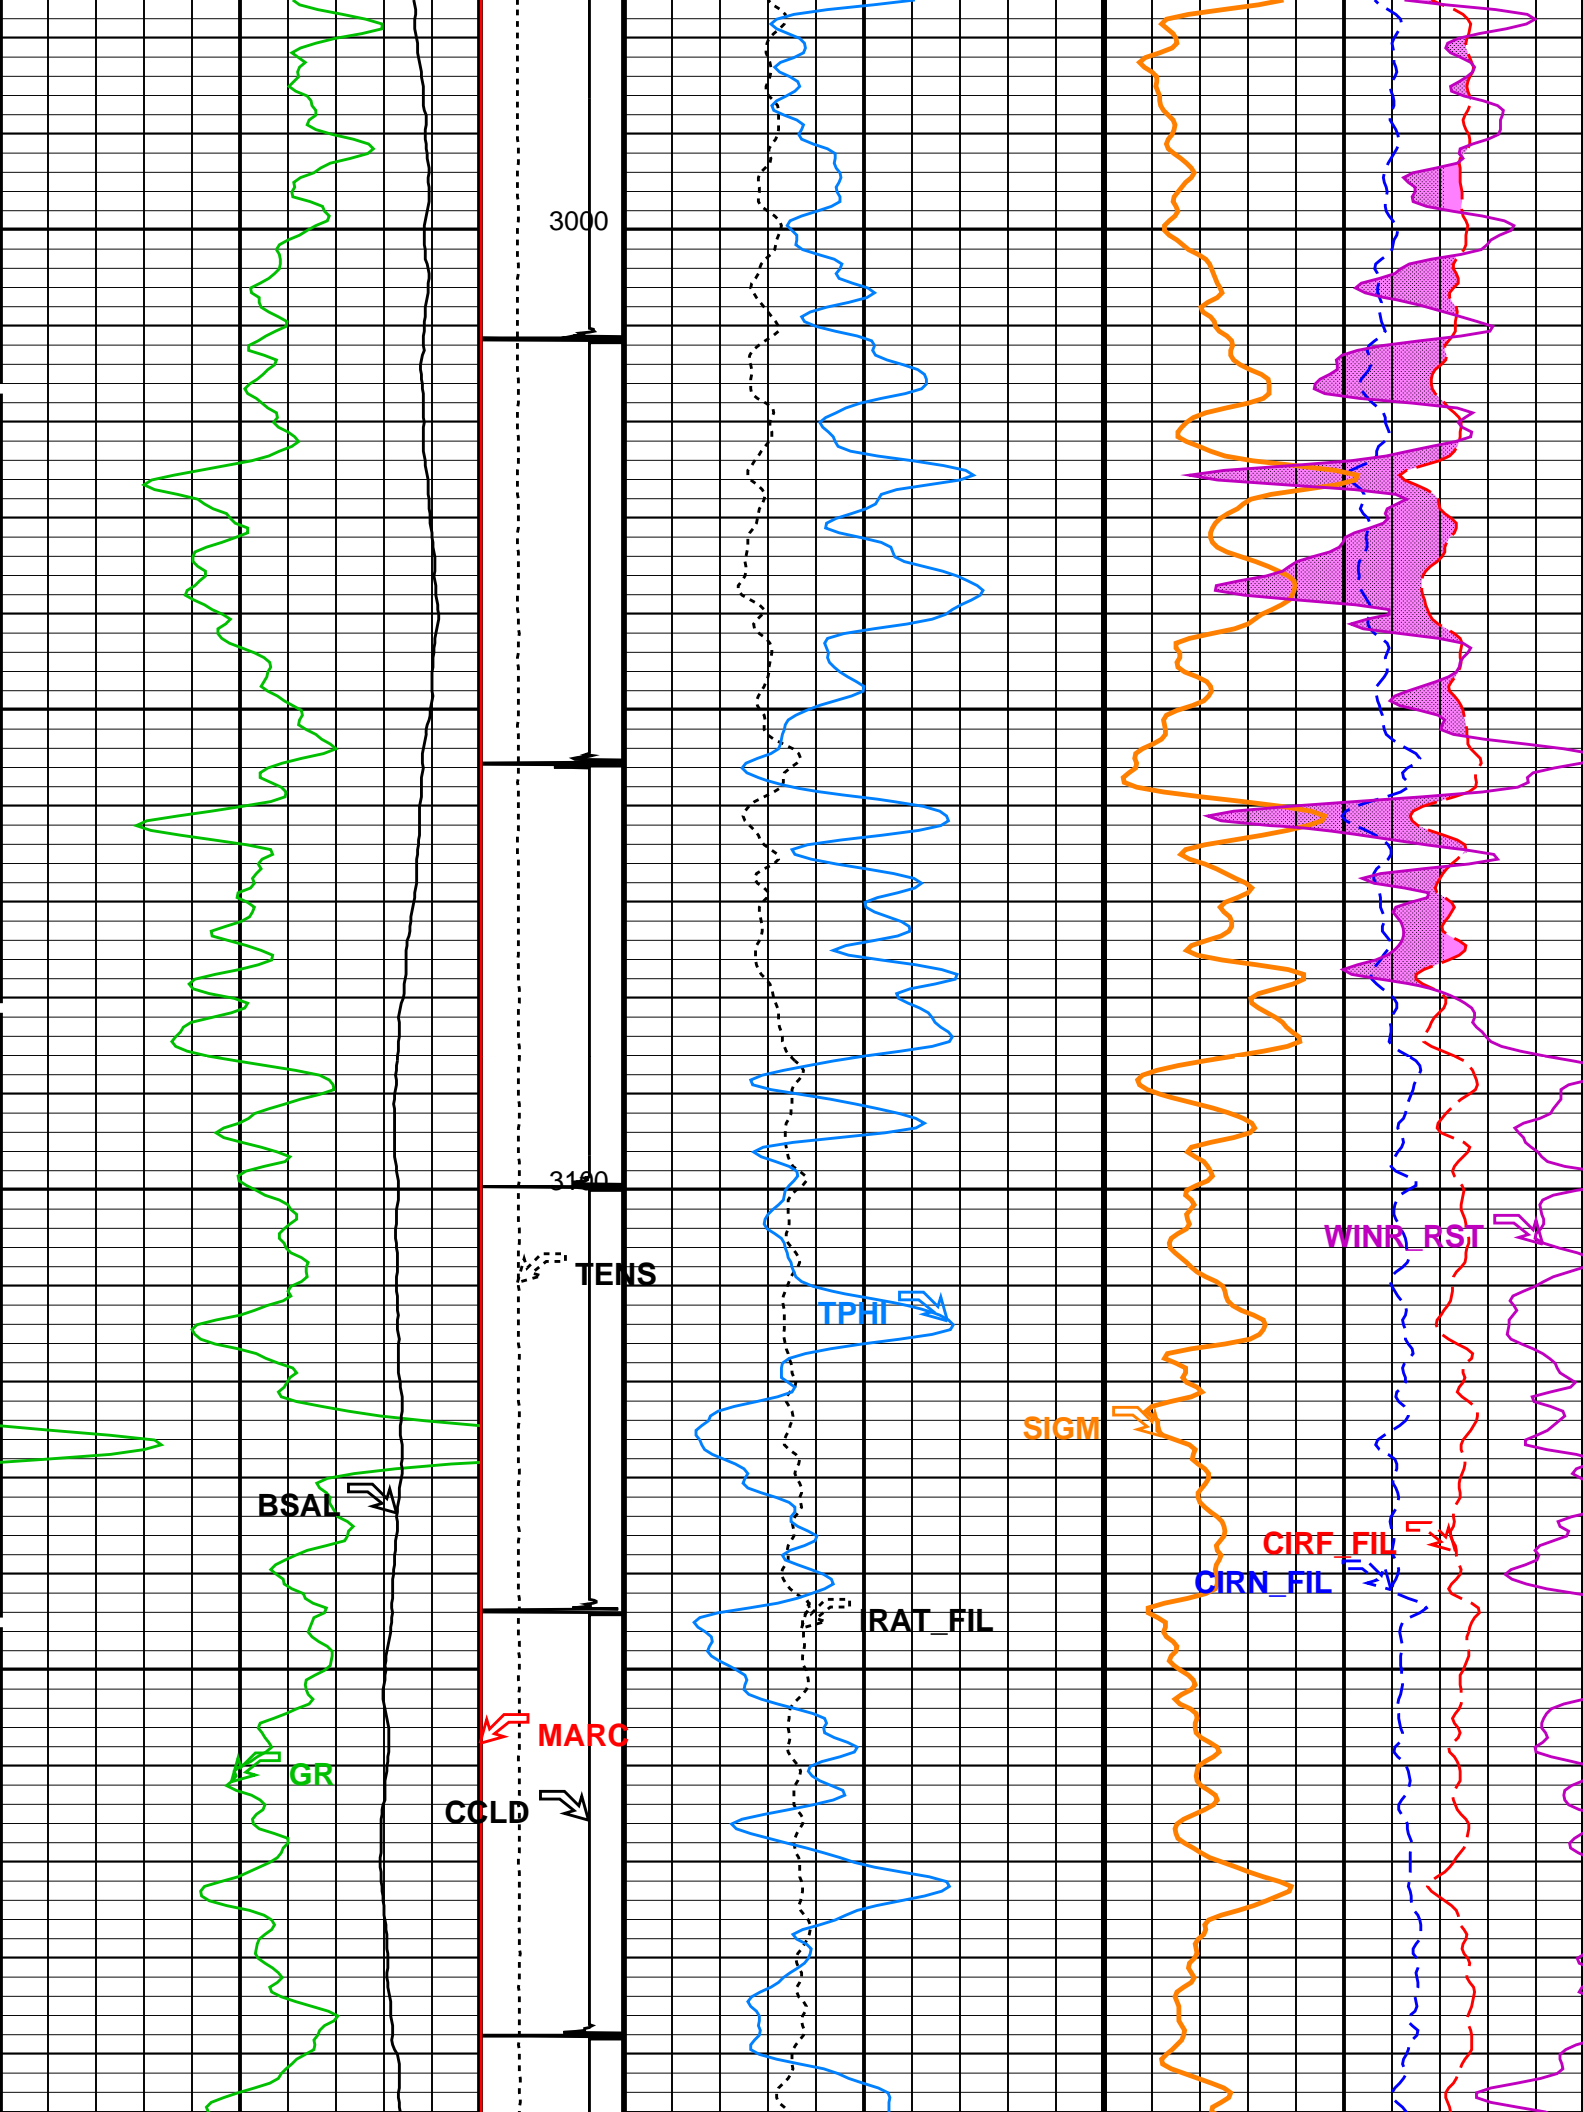 3000
3100
WINR_RST
TENS
TPHI
SIGM
BSAL
CIRF_FIL
CIRN_FIL
IRAT_FIL
MARC
GR
CCLD